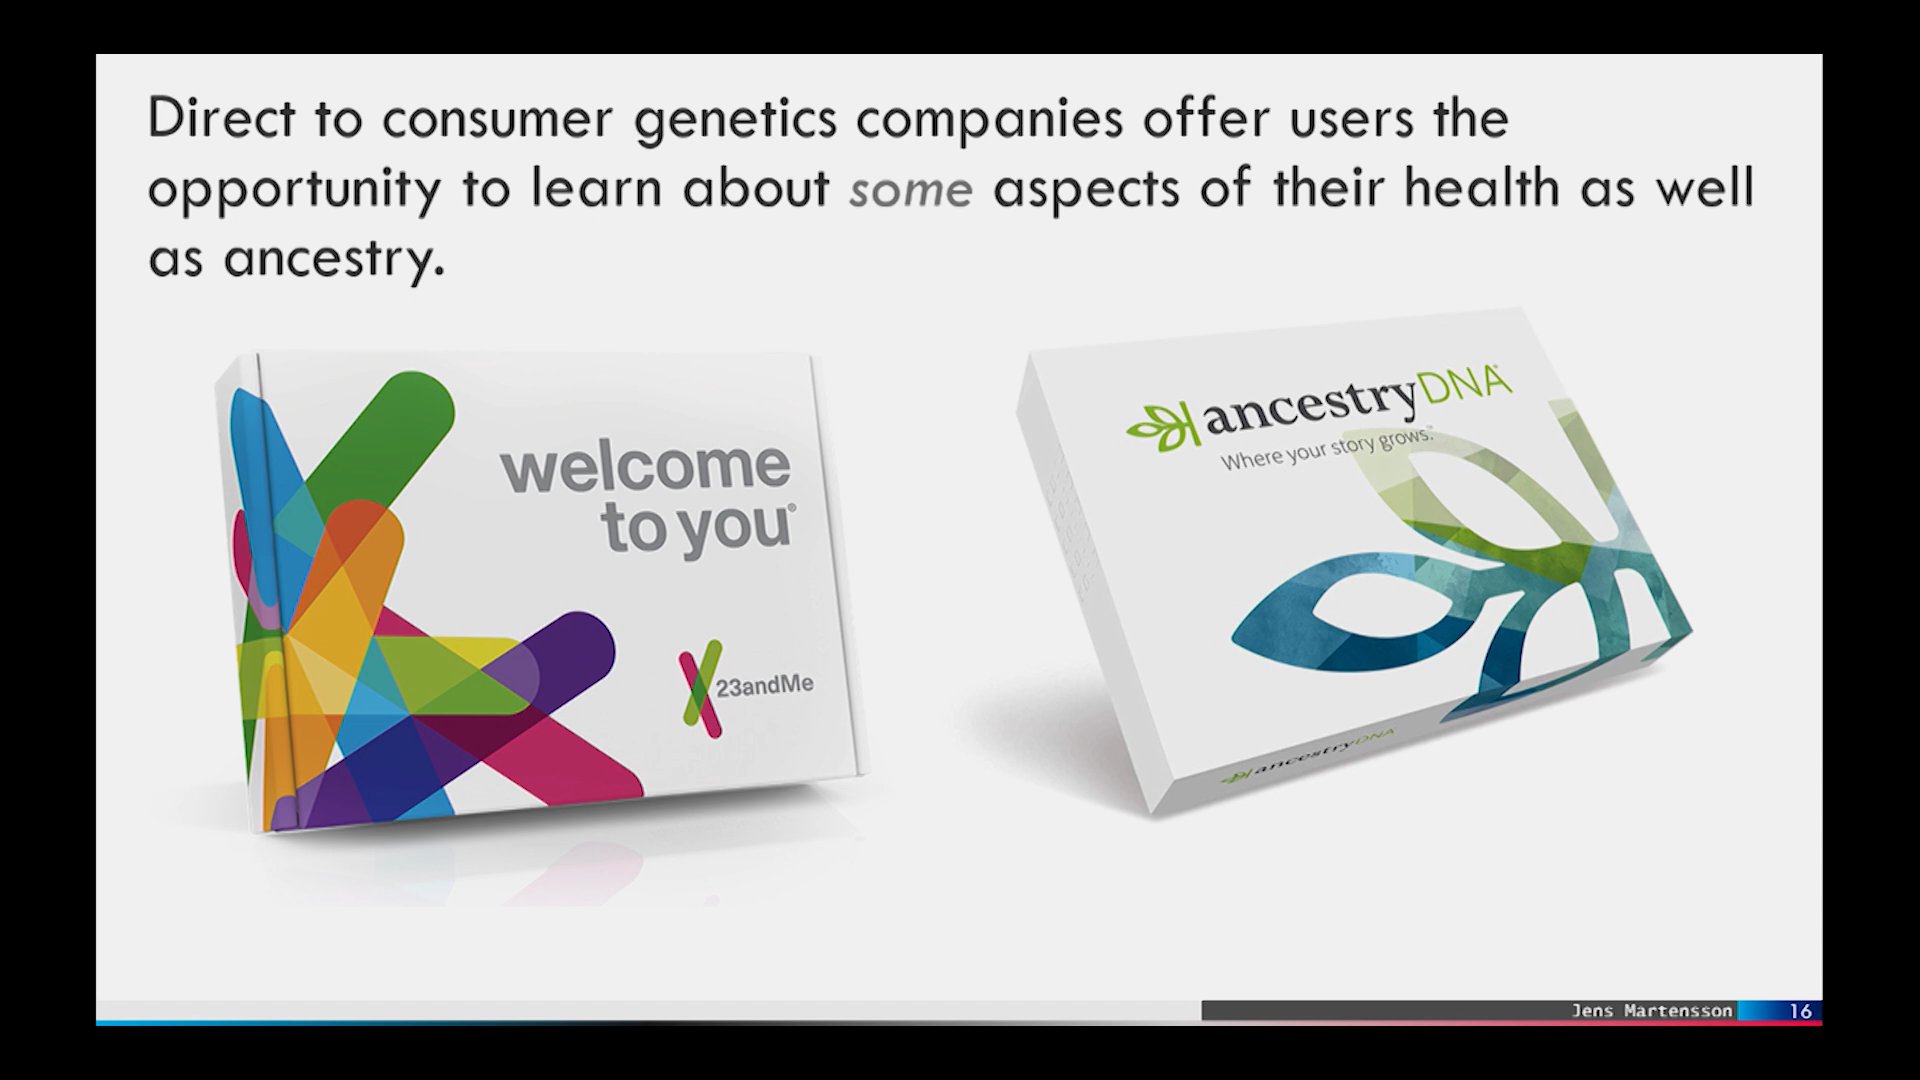 Direct to consumer genetics companies offer users the
opportunity to learn about some aspects of their health as well
as ancestry.
welcome
to you®
23andMe
ancestryDNA
Where your story grows.™
ancestryDNA
Jens Martensson
16